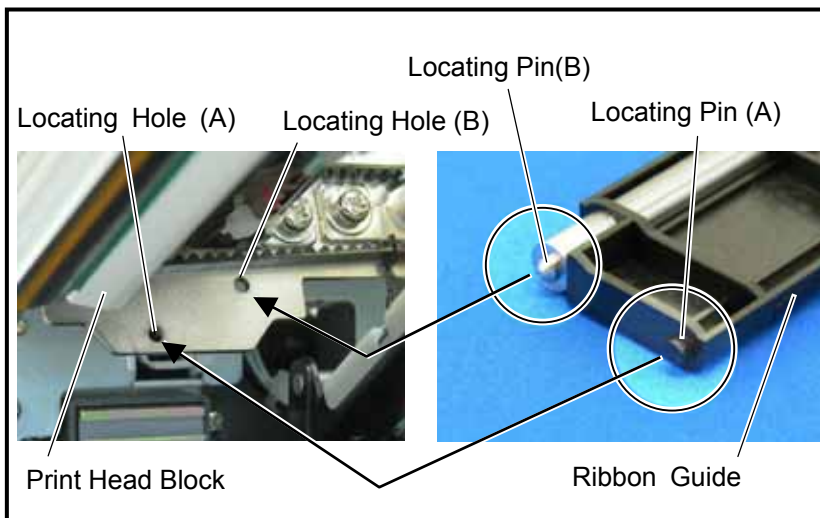 Locating Pin(B)
Locating Hole (A)
Locating Hole (B)
Locating Pin (A)
Print Head Block
Ribbon Guide